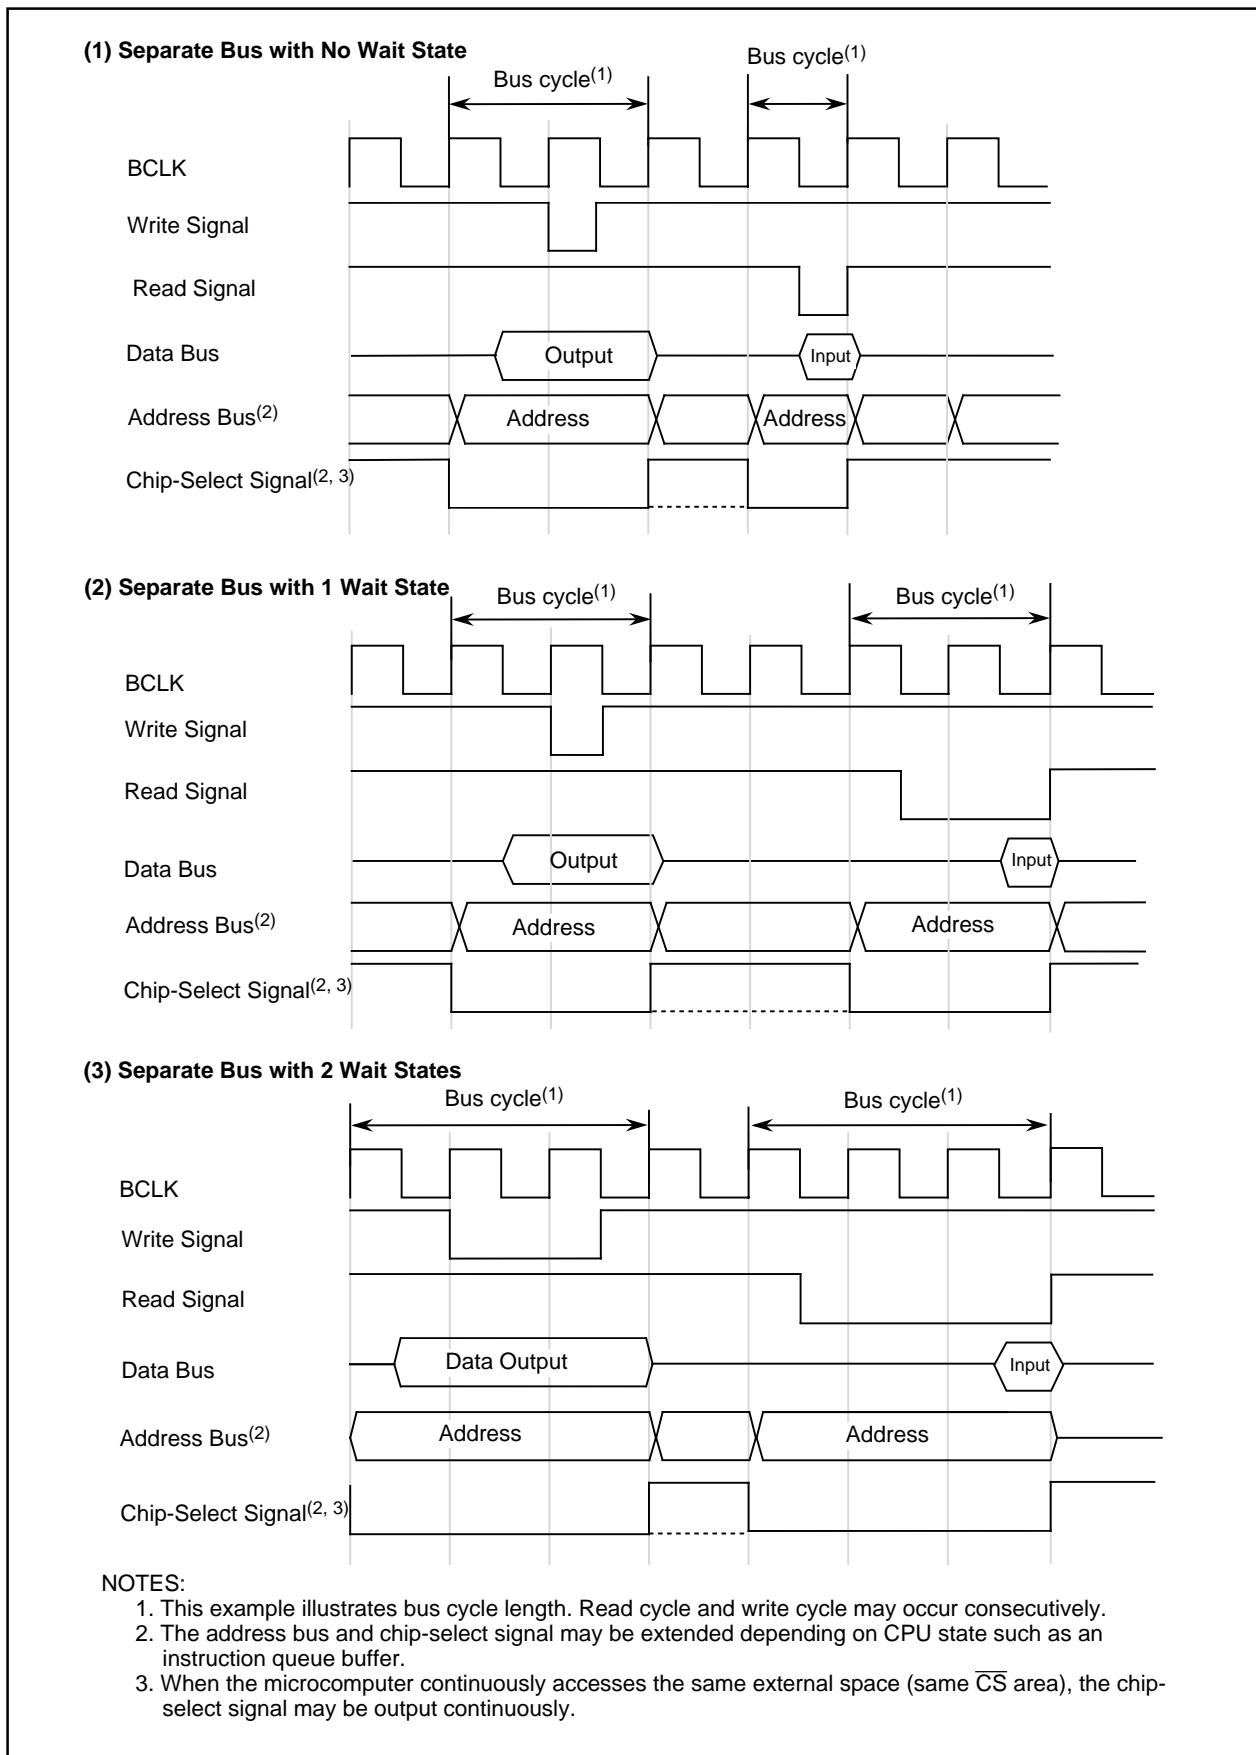 (1) Separate Bus with No Wait State
Bus cycle(1)
Bus cycle(1)
BCLK
Write Signal
Read Signal
Data Bus
Output
Input
Address Bus(2)
Address
Address
Chip-Select Signal(2, 3)
(2) Separate Bus with 1 Wait State
Bus cycle(1)
Bus cycle(1)
BCLK
Write Signal
Read Signal
Data Bus
Output
Input
Address Bus(2)
Address
Address
Chip-Select Signal(2, 3)
(3) Separate Bus with 2 Wait States
Bus cycle(1)
Bus cycle(1)
BCLK
Write Signal
Read Signal
Data Bus
Data Output
Input
Address Bus(2)
Address
Address
Chip-Select Signal(2, 3)
NOTES:
1. This example illustrates bus cycle length. Read cycle and write cycle may occur consecutively.
2. The address bus and chip-select signal may be extended depending on CPU state such as an
instruction queue buffer.
3. When the microcomputer continuously accesses the same external space (same C̅S̅ area), the chip-
select signal may be output continuously.